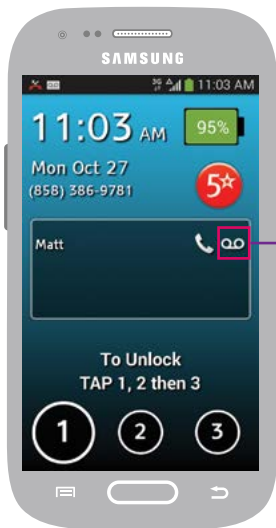 SAMSUNG
3G 11:03 AM
11:03 AM
95%
Mon Oct 27
(858) 386-9781
5☆
Matt
To Unlock
TAP 1, 2 then 3
1 2 3